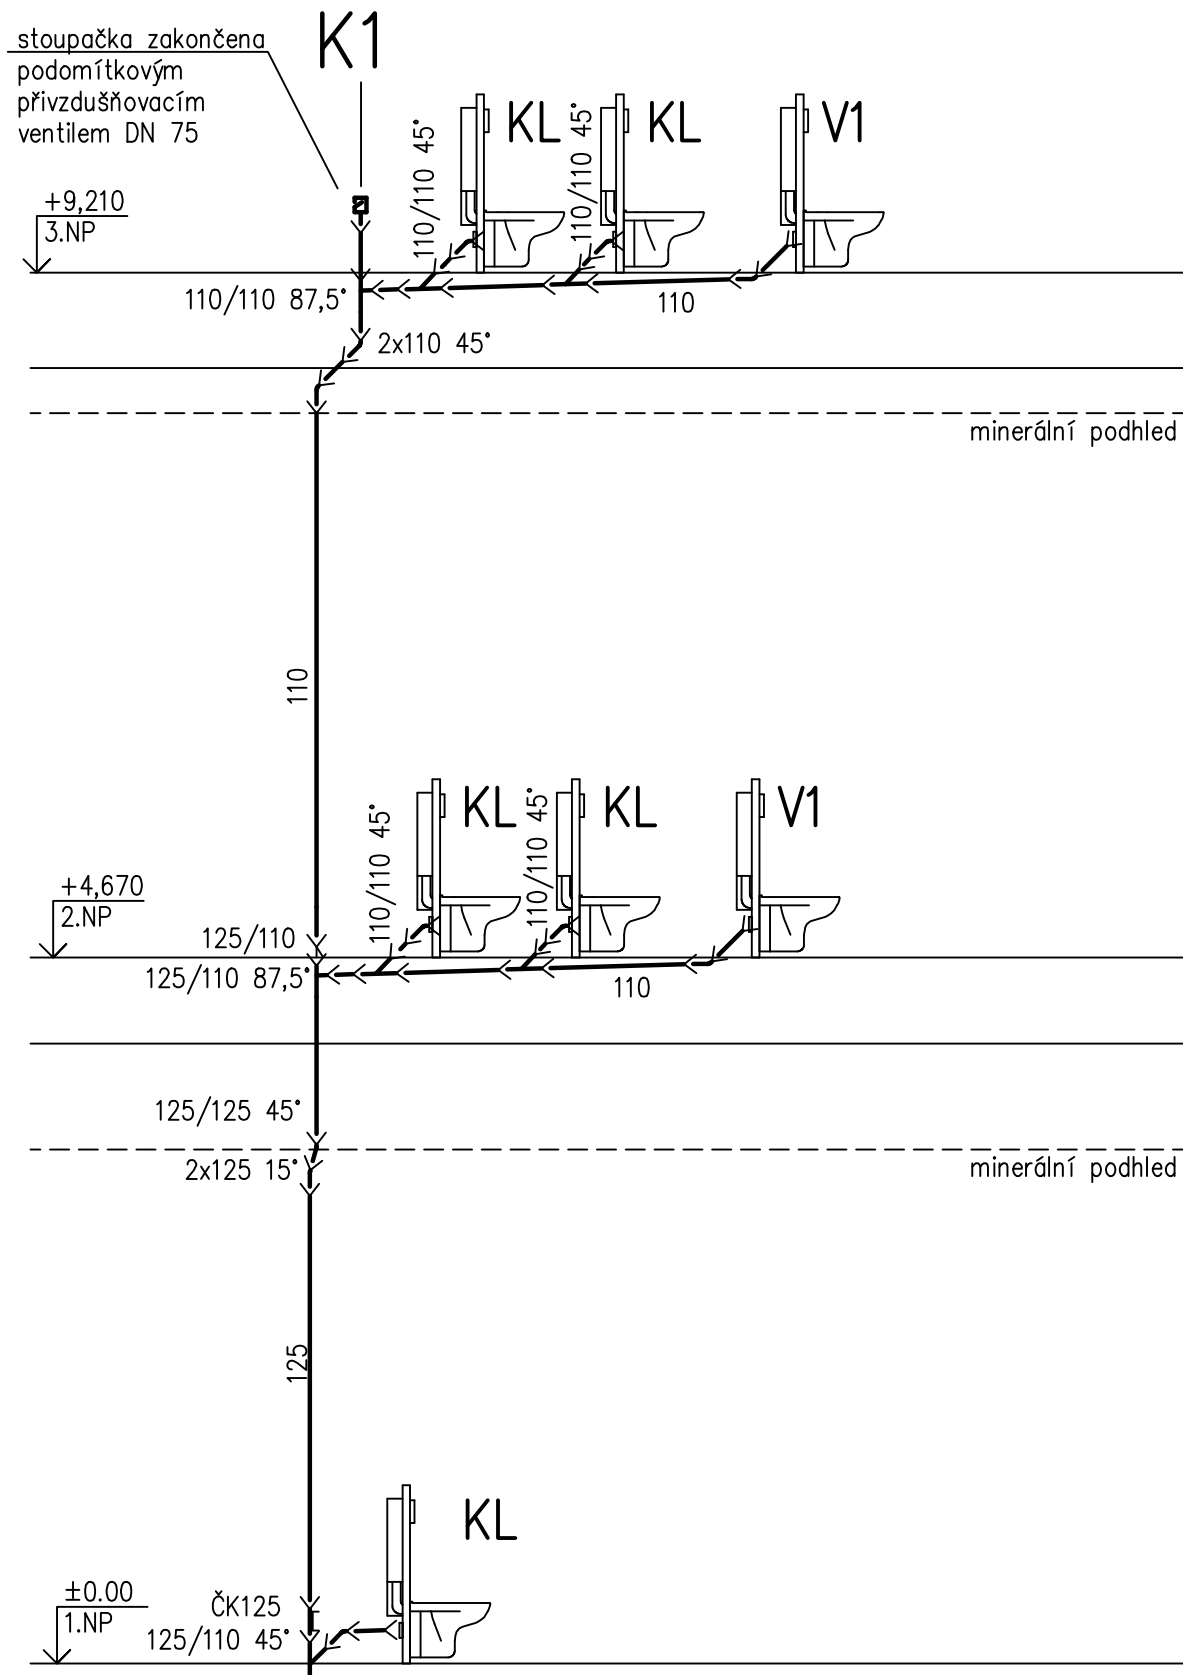 K1
stoupačka zakončena
podomítkovým
přivzdušňovacím
ventilem DN 75
110/110 45°
KL
110/110 45°
KL
V1
+9,210
3.NP
110/110 87,5°
110
2x110 45°
minerální podhled
110
110/110 45°
KL
110/110 45°
KL
V1
+4,670
2.NP
125/110
125/110 87,5°
110
125/125 45°
2x125 15°
minerální podhled
125
KL
±0.00
1.NP
ČK125
125/110 45°